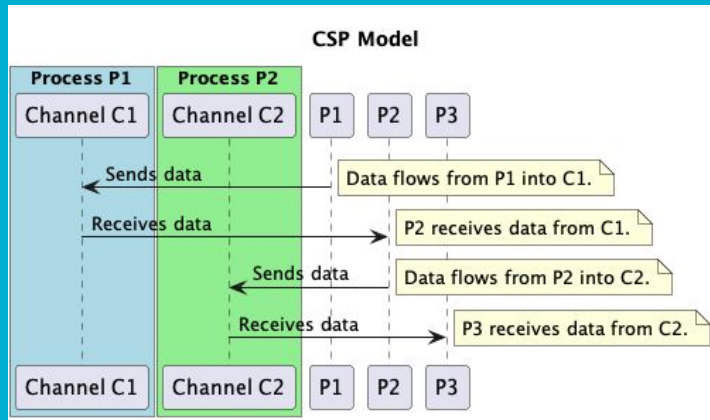 CSP Model
Process P1 Process P2
Channel C1 Channel C2 P1 P2 P3
Sends data Data flows from P1 into C1.
Receives data P2 receives data from C1.
Sends data Data flows from P2 into C2.
Receives data P3 receives data from C2.
Channel C1 Channel C2 P1 P2 P3